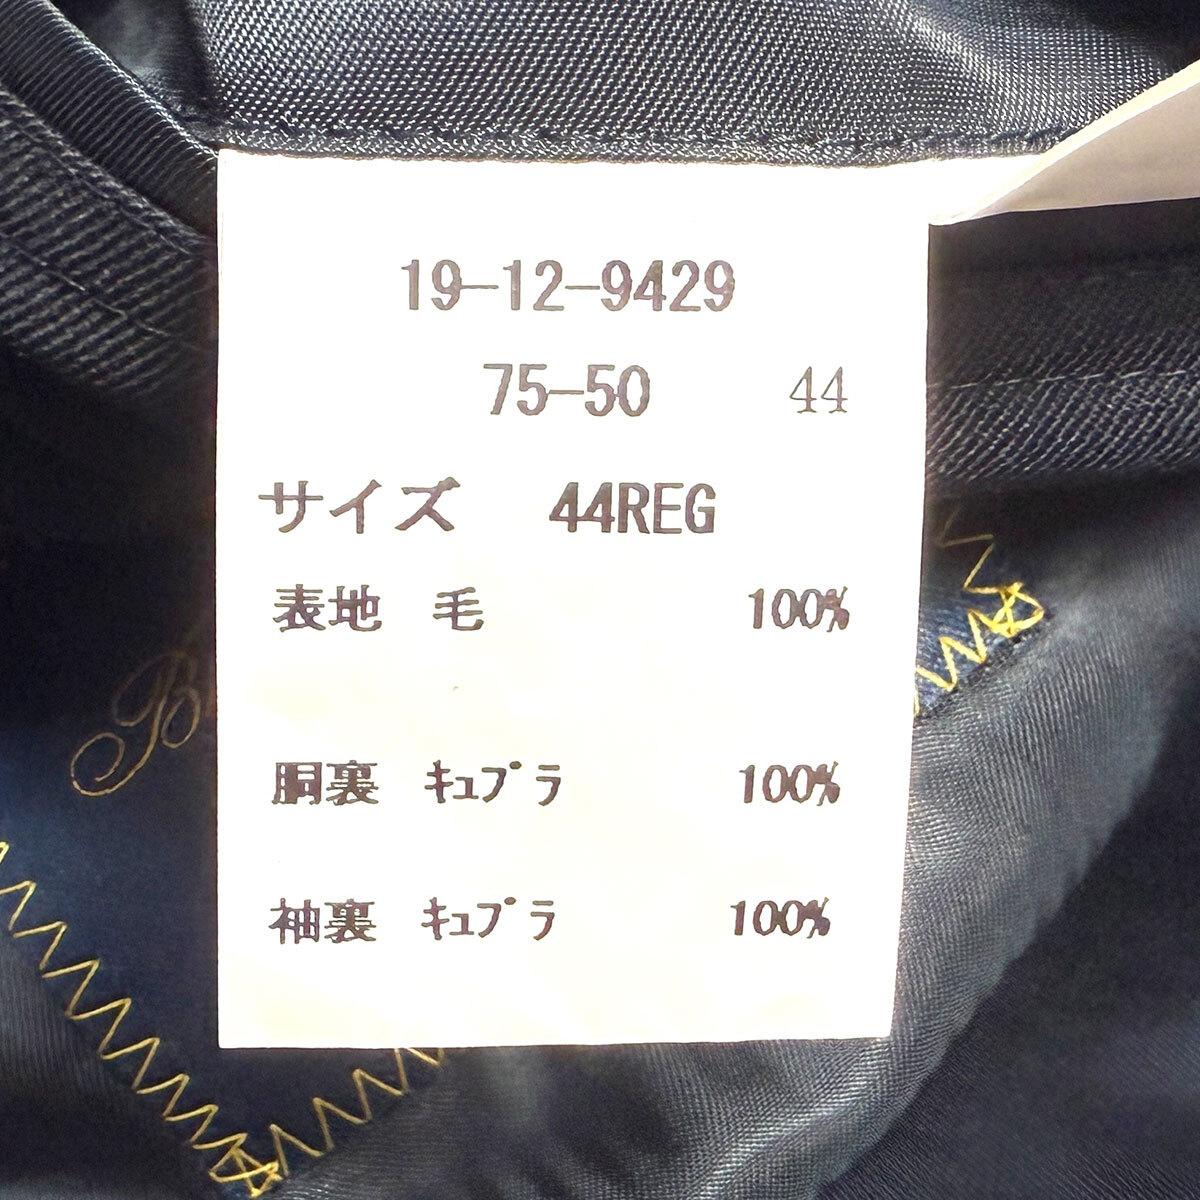 19-12-9429
75-50 44
サイズ 44REG
表地 毛 100%
胴裏 ｷｭﾌﾟﾗ 100%
袖裏 ｷｭﾌﾟﾗ 100%
B